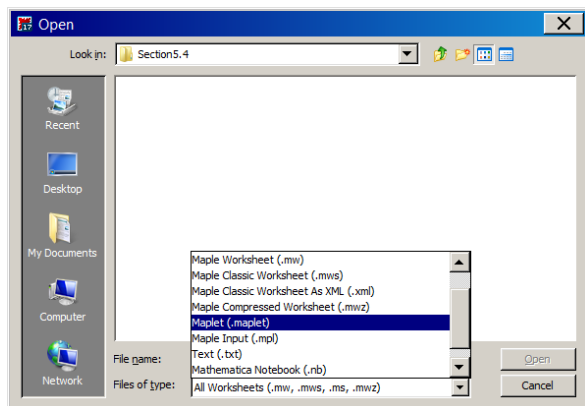 Open
Look in: Section5.4
Recent
Desktop
My Documents
Computer
Network
Maple Worksheet (.mw)
Maple Classic Worksheet (.mws)
Maple Classic Worksheet As XML (.xml)
Maple Compressed Worksheet (.mwz)
Maplet (.maplet)
Maple Input (.mpl)
Text (.txt)
Mathematica Notebook (.nb)
File name:
Open
Files of type: All Worksheets (.mw, .mws, .ms, .mwz)
Cancel